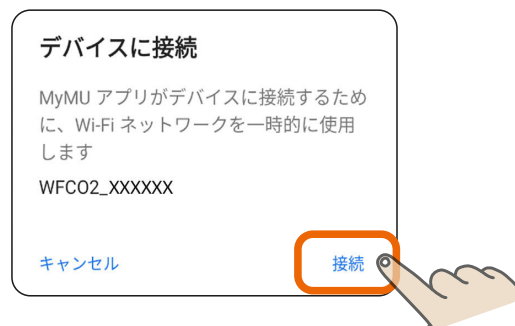 デバイスに接続
MyMU アプリがデバイスに接続するため
に、Wi-Fi ネットワークを一時的に使用
します
WFCO2_XXXXXX
キャンセル
接続